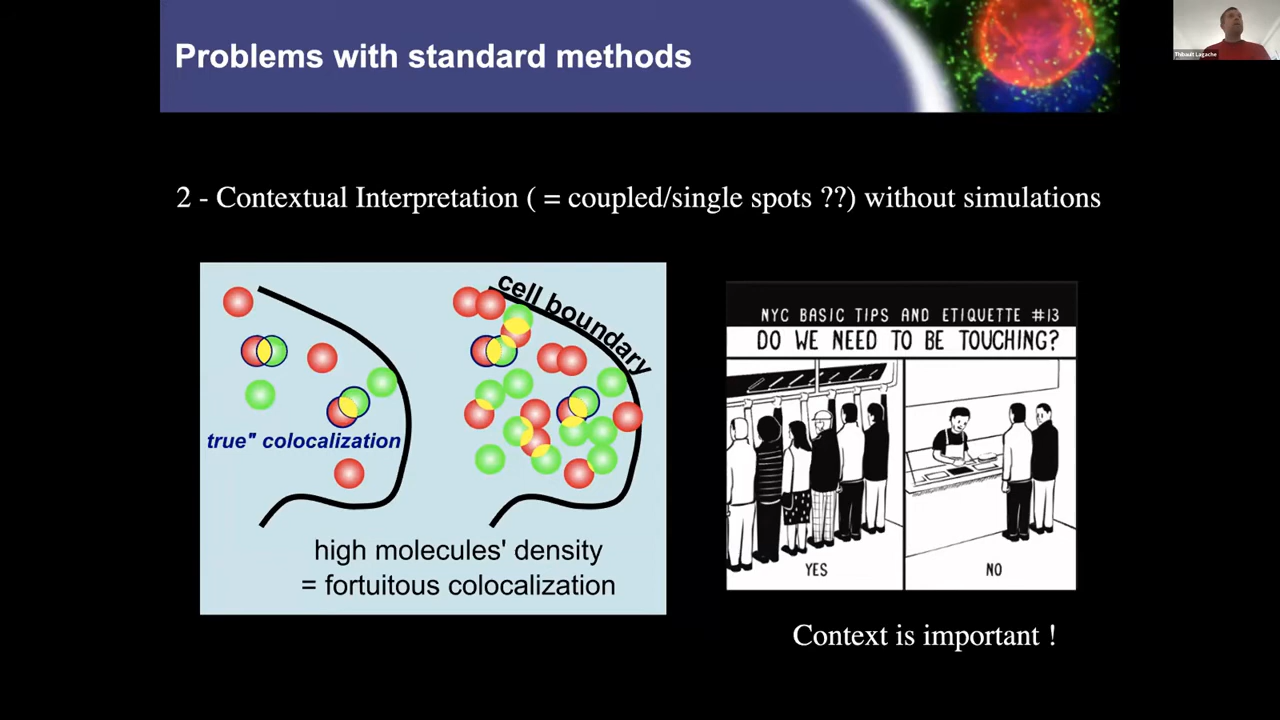 Problems with standard methods
Thibault Lagache
2 - Contextual Interpretation ( = coupled/single spots ??) without simulations
cell boundary
true" colocalization
high molecules' density
= fortuitous colocalization
NYC BASIC TIPS AND ETIQUETTE #13
DO WE NEED TO BE TOUCHING?
YES
NO
Context is important !